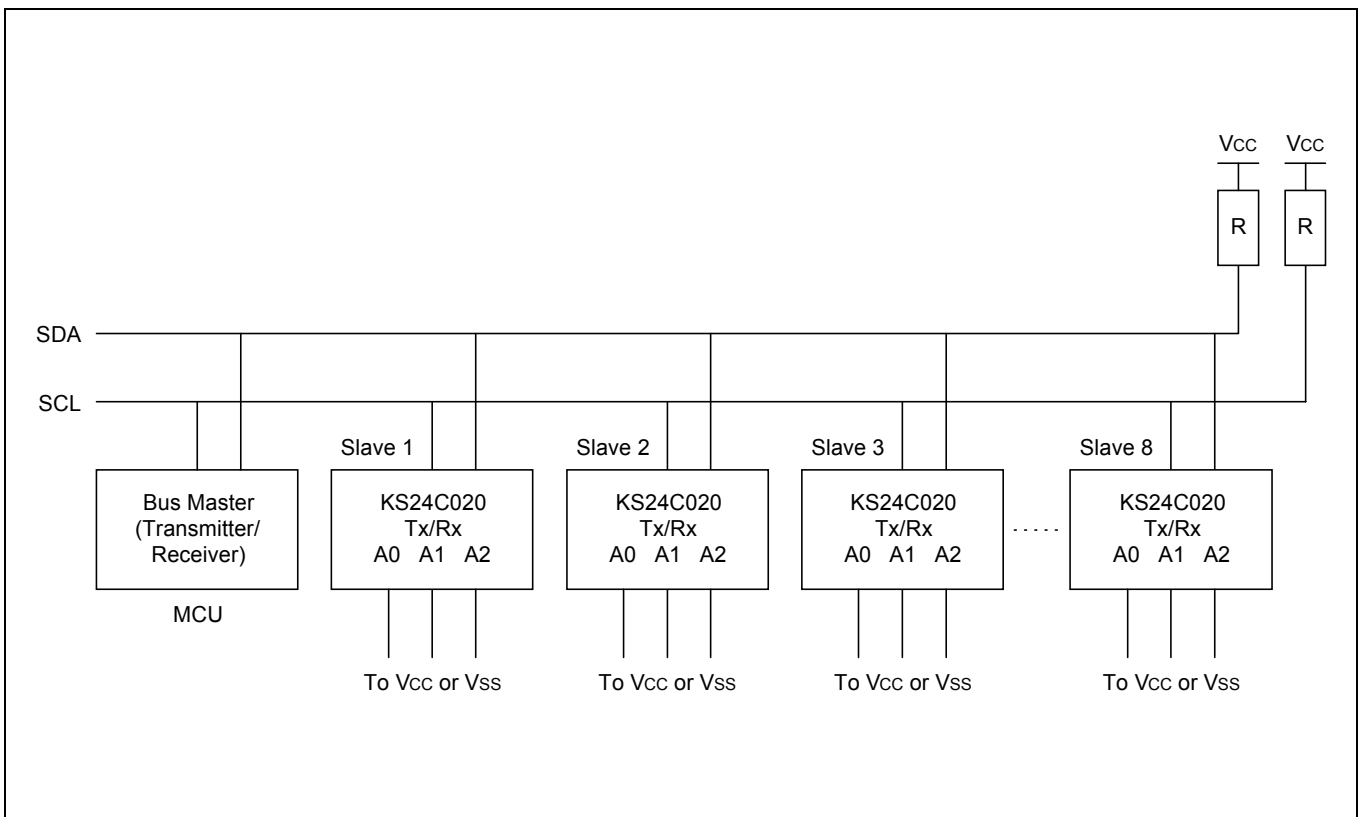 VCC VCC
R R
SDA
SCL
Slave 1 Slave 2 Slave 3 Slave 8
Bus Master
(Transmitter/
Receiver)
MCU
KS24C020
Tx/Rx
A0 A1 A2
To VCC or VSS
KS24C020
Tx/Rx
A0 A1 A2
To VCC or VSS
KS24C020
Tx/Rx
A0 A1 A2
To VCC or VSS
.....
KS24C020
Tx/Rx
A0 A1 A2
To VCC or VSS